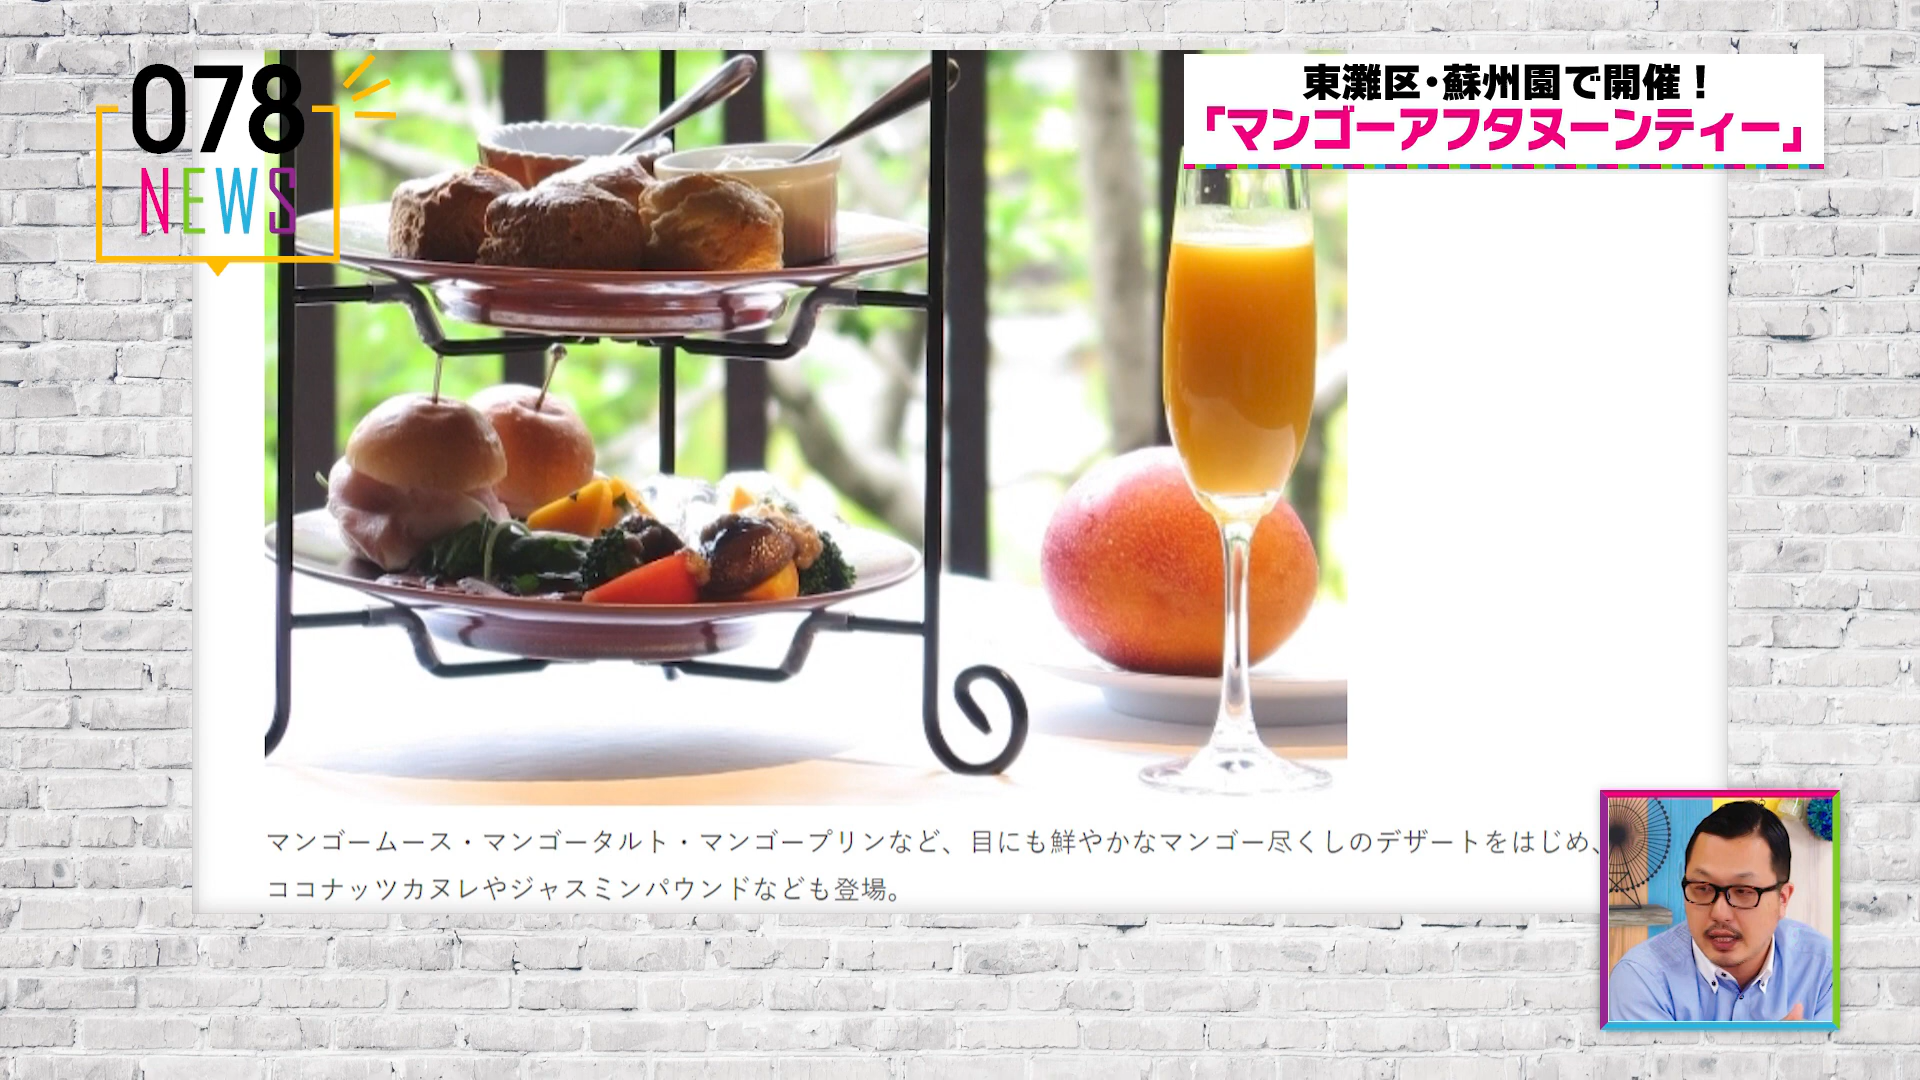 078
NEWS
東灘区・蘇州園で開催！
「マンゴーアフタヌーンティー」
マンゴームース・マンゴータルト・マンゴープリンなど、目にも鮮やかなマンゴー尽くしのデザートをはじめ、
ココナッツカヌレやジャスミンパウンドなども登場。